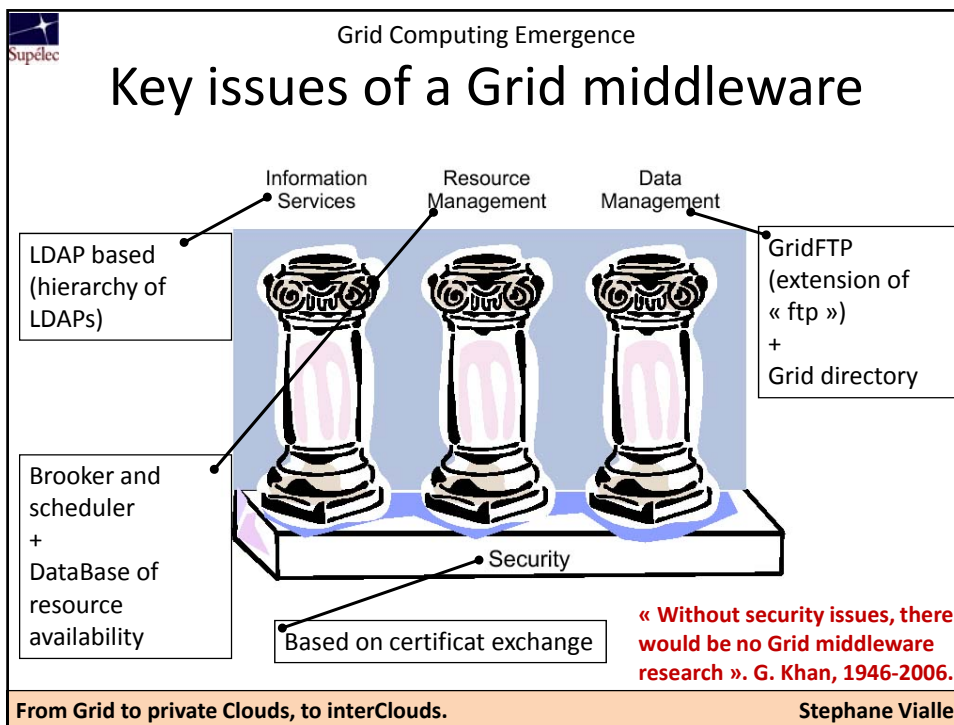 Supélec
Grid Computing Emergence
Key issues of a Grid middleware
Information
Services
Resource
Management
Data
Management
LDAP based
(hierarchy of
LDAPs)
GridFTP
(extension of
« ftp »)
+
Grid directory
Brooker and
scheduler
+
DataBase of
resource
availability
Security
Based on certificat exchange
« Without security issues, there
would be no Grid middleware
research ». G. Khan, 1946-2006.
From Grid to private Clouds, to interClouds.
Stephane Vialle